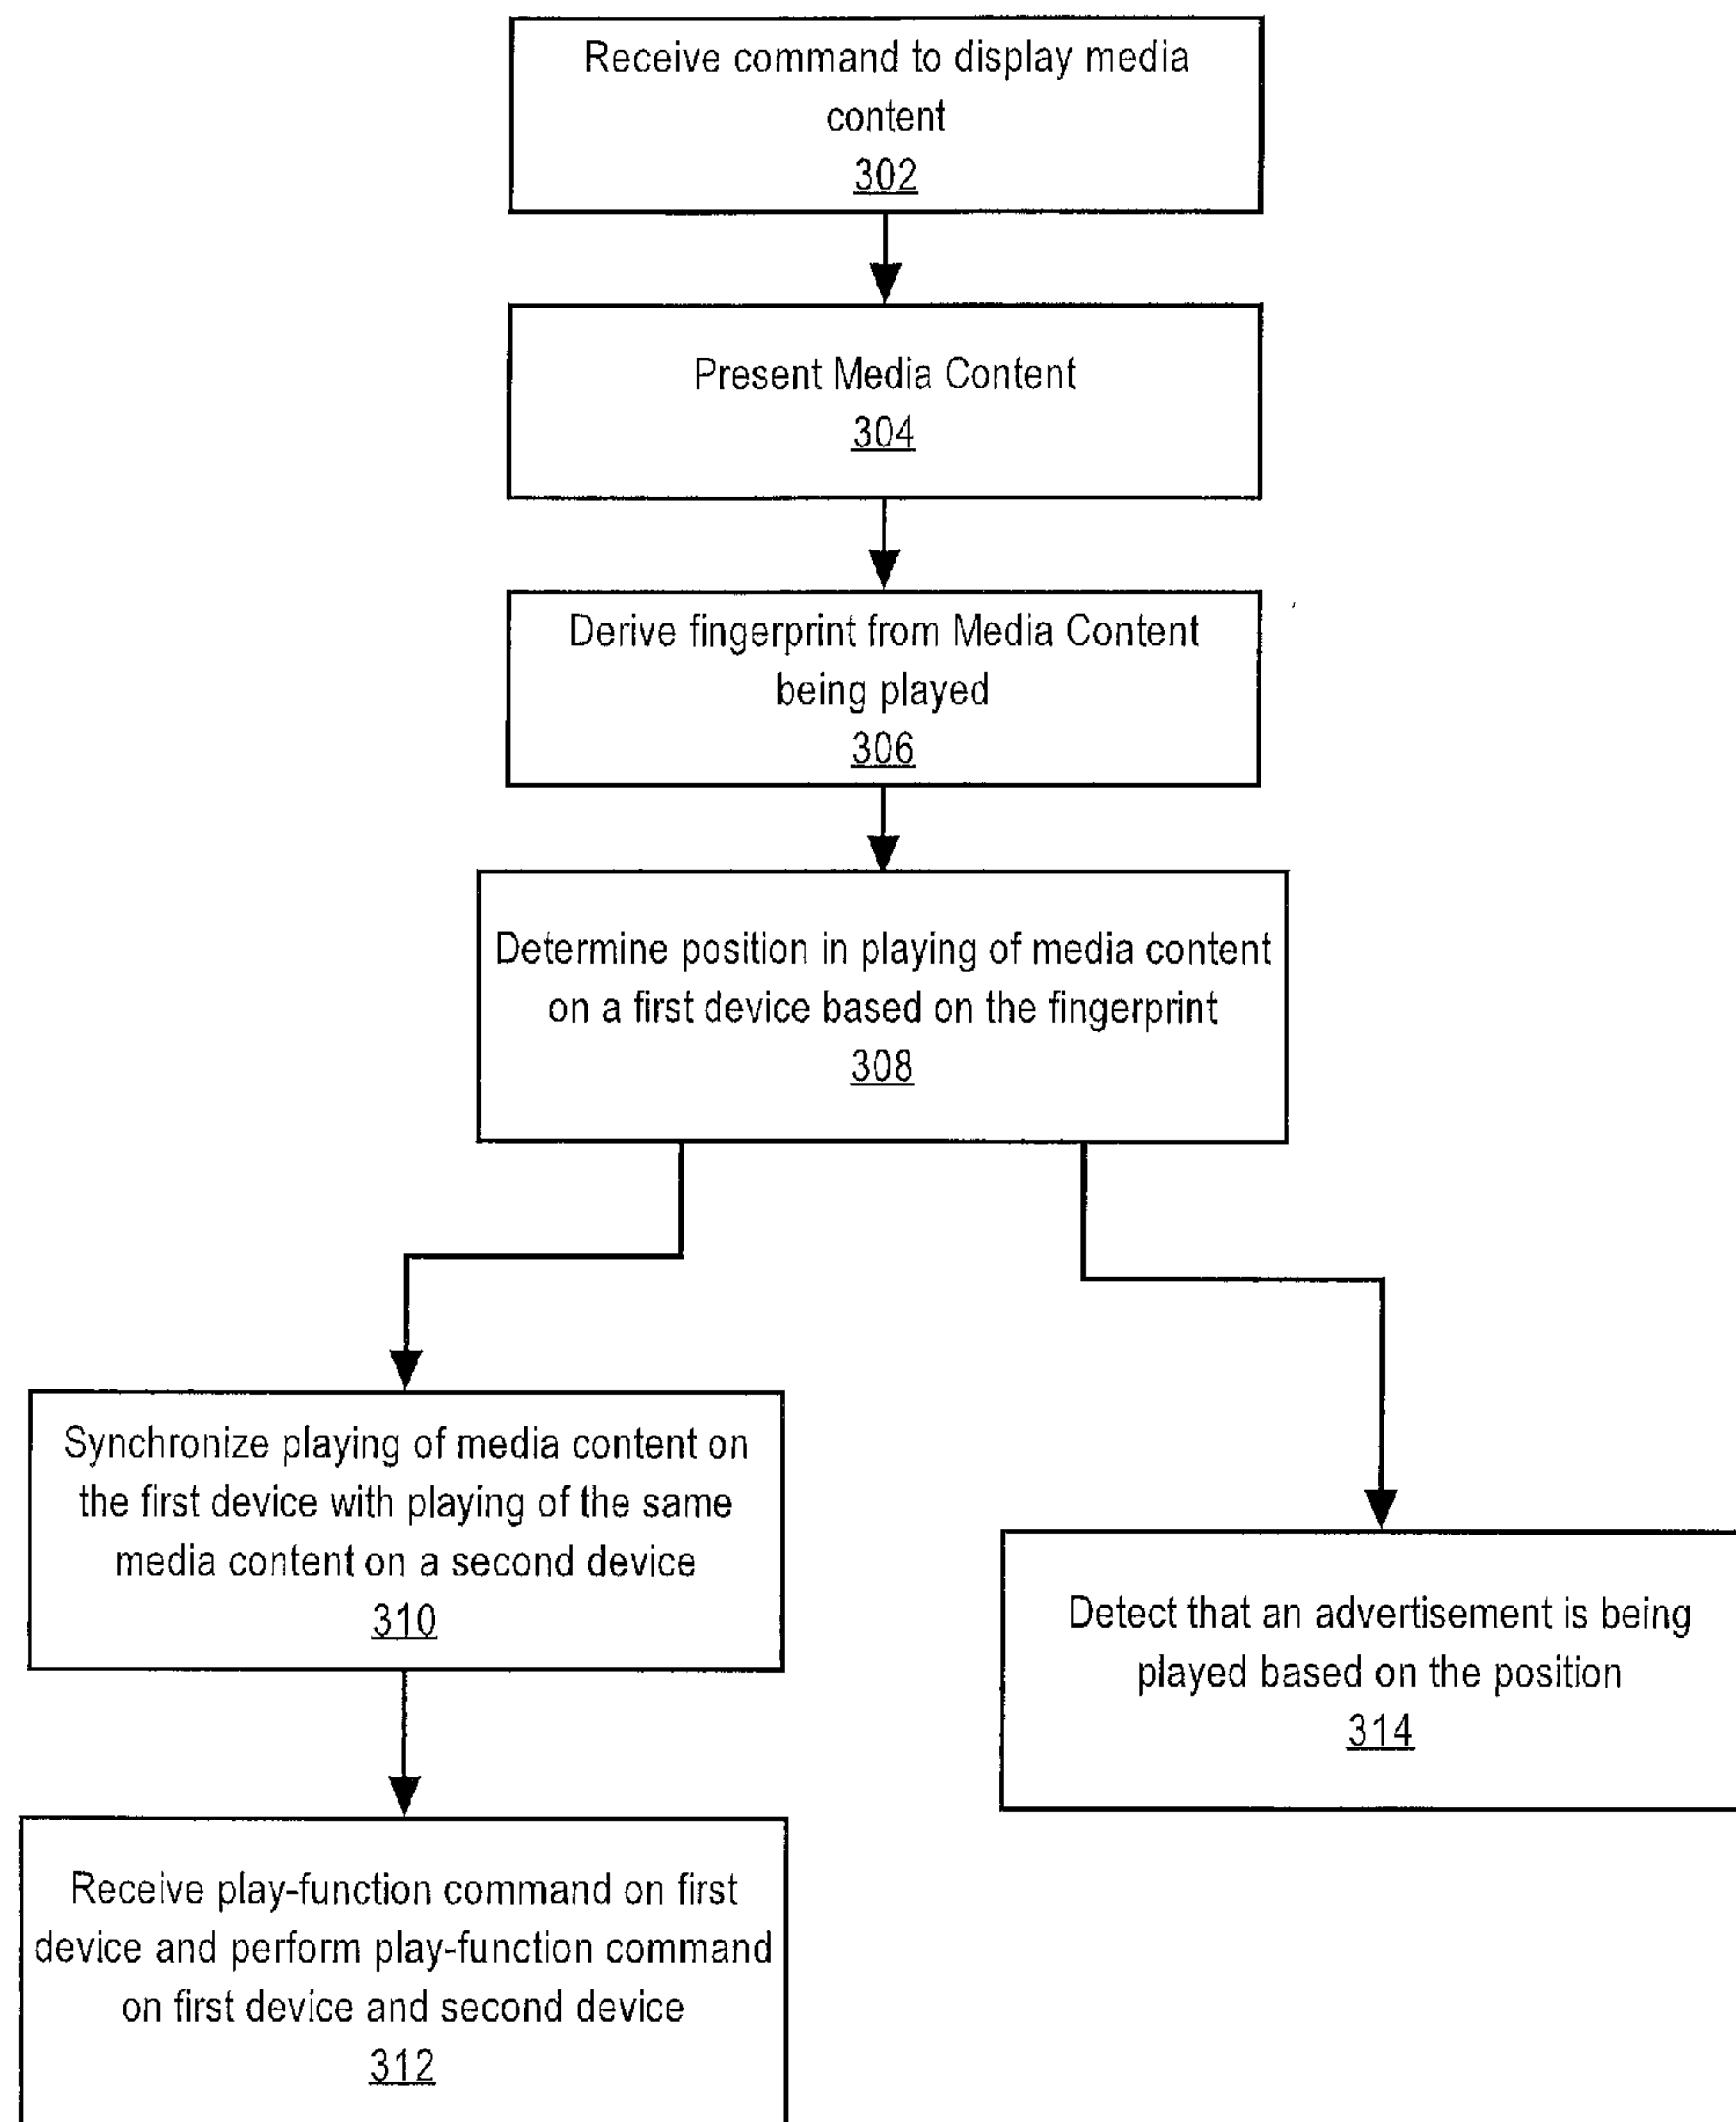 Receive command to display media
content
302
Present Media Content
304
Derive fingerprint from Media Content
being played
306
Determine position in playing of media content
on a first device based on the fingerprint
308
Synchronize playing of media content on
the first device with playing of the same
media content on a second device
310
Detect that an advertisement is being
played based on the position
314
Receive play-function command on first
device and perform play-function command
on first device and second device
312